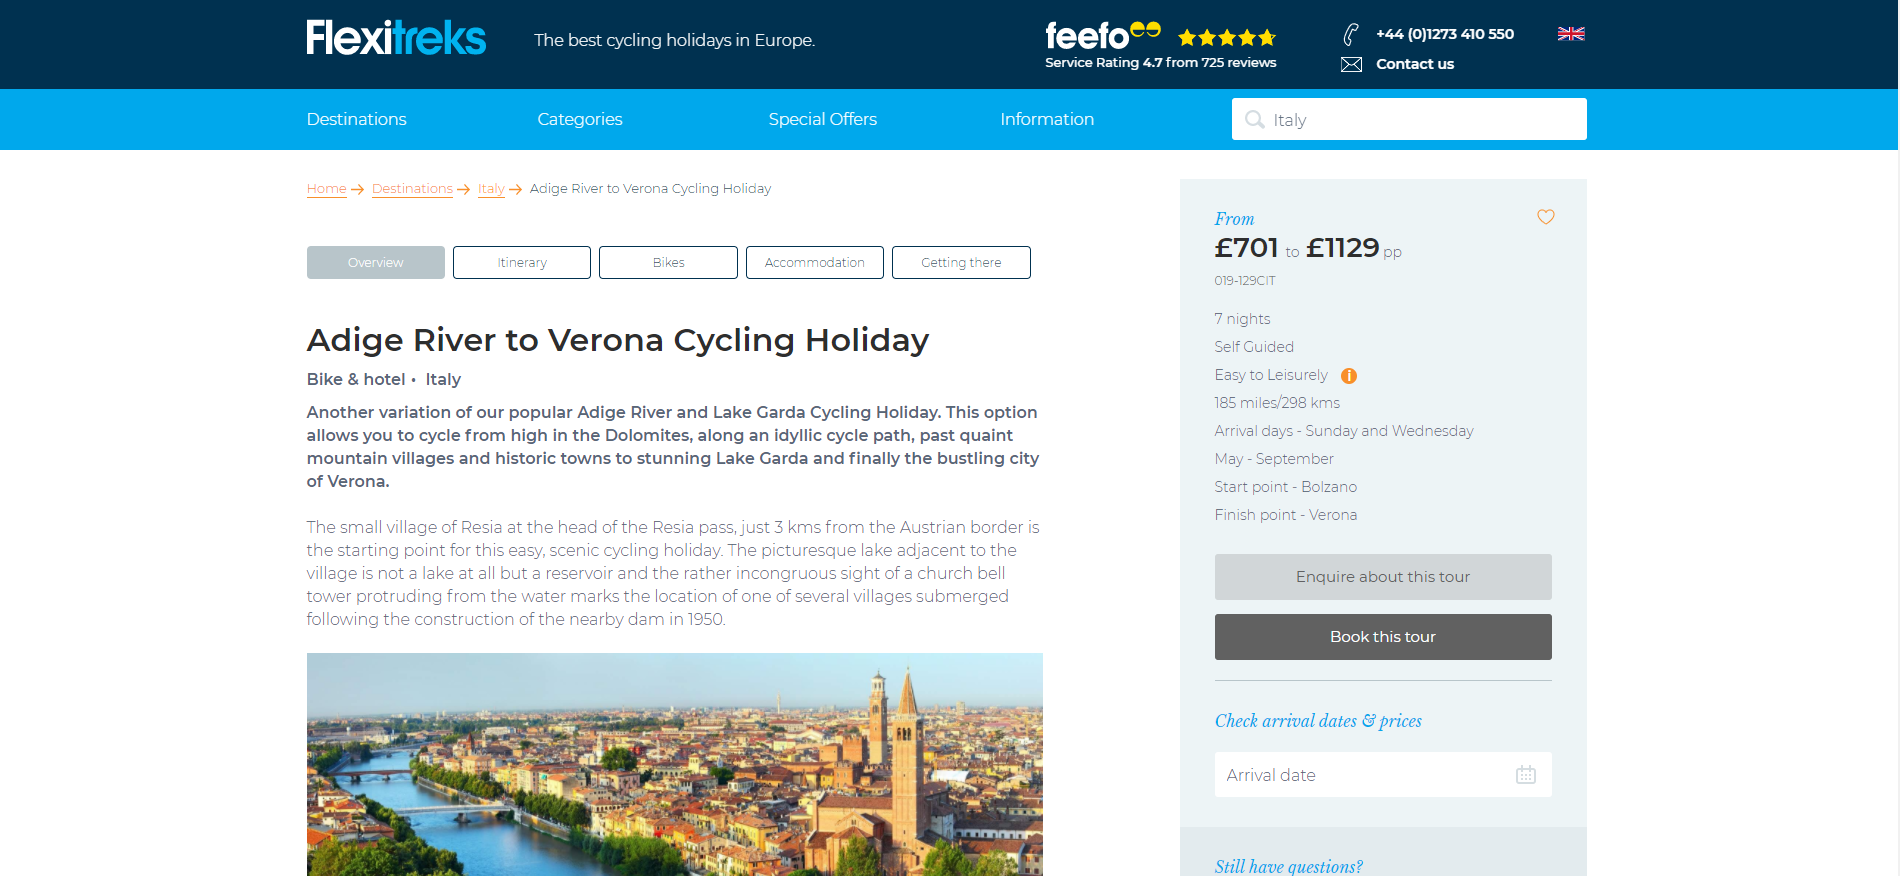 Flexitreks
The best cycling holidays in Europe.
feefo
Service Rating 4.7 from 725 reviews
+44 (0)1273 410 550
Contact us
Destinations
Categories
Special Offers
Information
Italy
Home
Destinations
Italy
Adige River to Verona Cycling Holiday
Overview
Itinerary
Bikes
Accommodation
Getting there
Adige River to Verona Cycling Holiday
Bike & hotel • Italy
Another variation of our popular Adige River and Lake Garda Cycling Holiday. This option
allows you to cycle from high in the Dolomites, along an idyllic cycle path, past quaint
mountain villages and historic towns to stunning Lake Garda and finally the bustling city
of Verona.
The small village of Resia at the head of the Resia pass, just 3 kms from the Austrian border is
the starting point for this easy, scenic cycling holiday. The picturesque lake adjacent to the
village is not a lake at all but a reservoir and the rather incongruous sight of a church bell
tower protruding from the water marks the location of one of several villages submerged
following the construction of the nearby dam in 1950.
From
£701 to £1129 pp
019-129CIT
7 nights
Self Guided
Easy to Leisurely i
185 miles/298 kms
Arrival days - Sunday and Wednesday
May - September
Start point - Bolzano
Finish point - Verona
Enquire about this tour
Book this tour
Check arrival dates & prices
Arrival date
Still have questions?